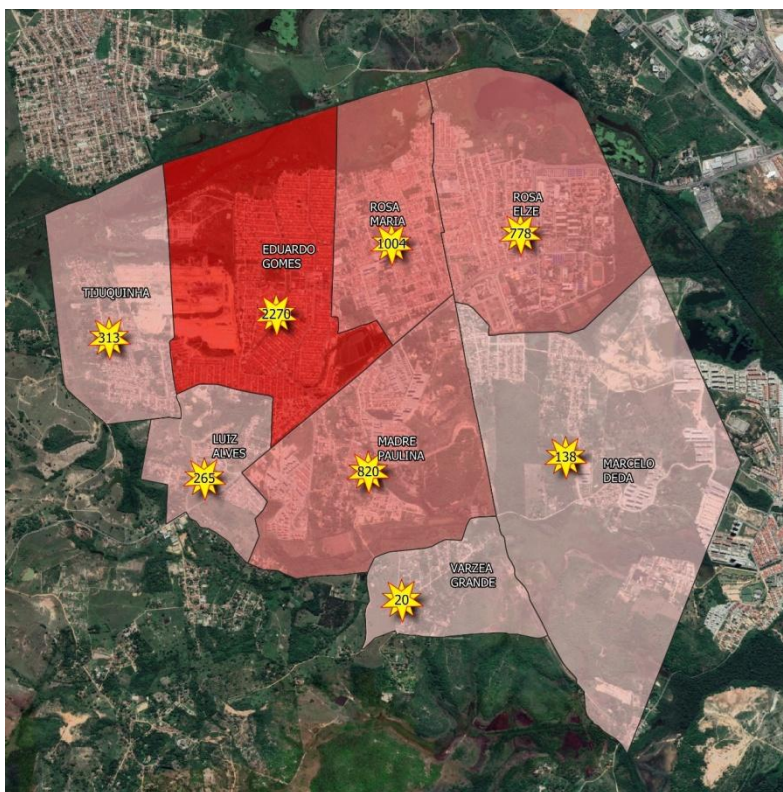 ROSA
ELZE
778
ROSA
MARIA
1004
EDUARDO
GOMES
2270
TIJUQUINHA
313
LUIZ
ALVES
265
MADRE
PAULINA
820
MARCELO
DEDA
138
VARZEA
GRANDE
20